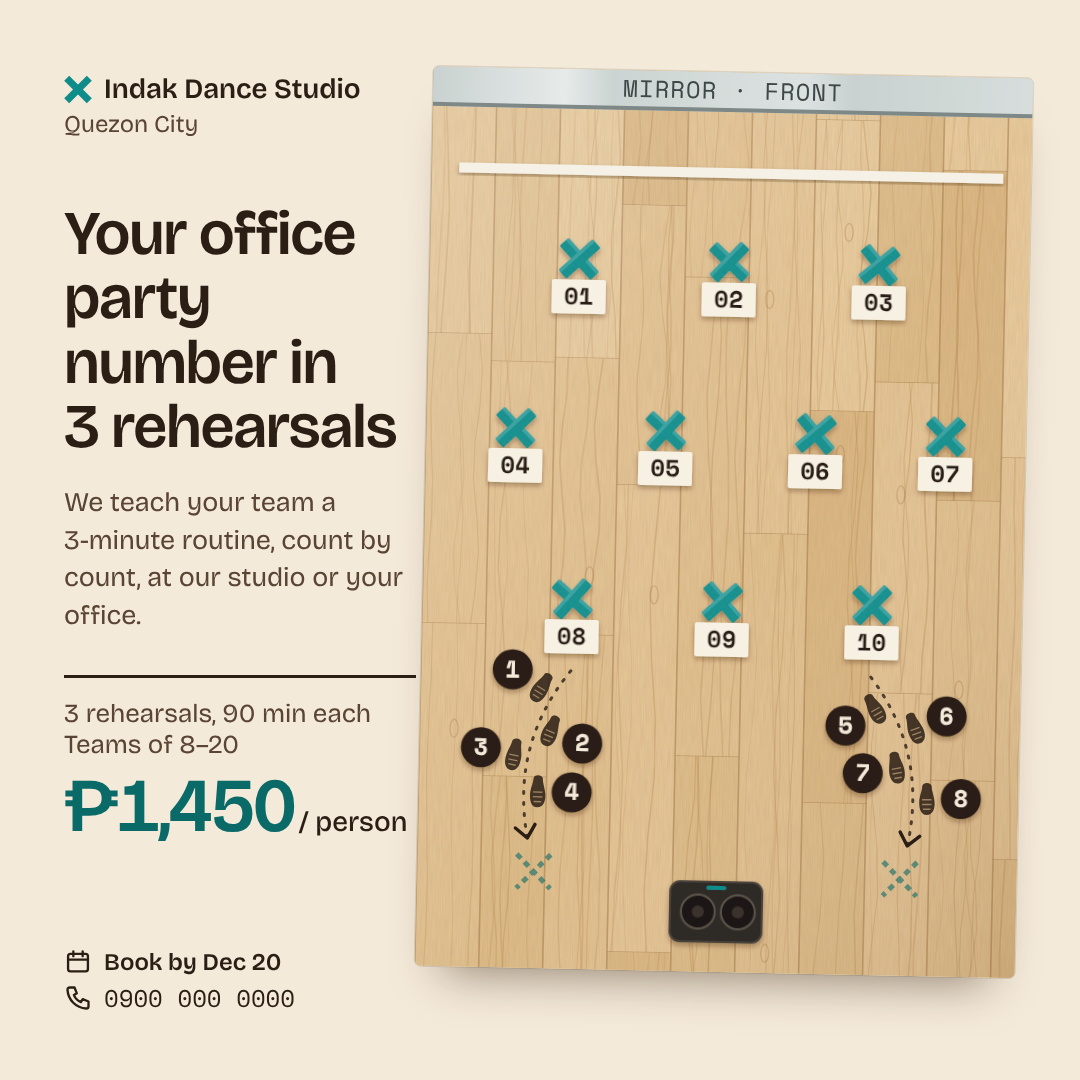 Indak Dance Studio
Quezon City
Your office
party
number in
3 rehearsals
We teach your team a
3-minute routine, count by
count, at our studio or your
office.
3 rehearsals, 90 min each
Teams of 8–20
₱1,450 / person
Book by Dec 20
0900 000 0000
MIRROR · FRONT
01 02 03
04 05 06 07
08 09 10
1
2
3
4
5
6
7
8